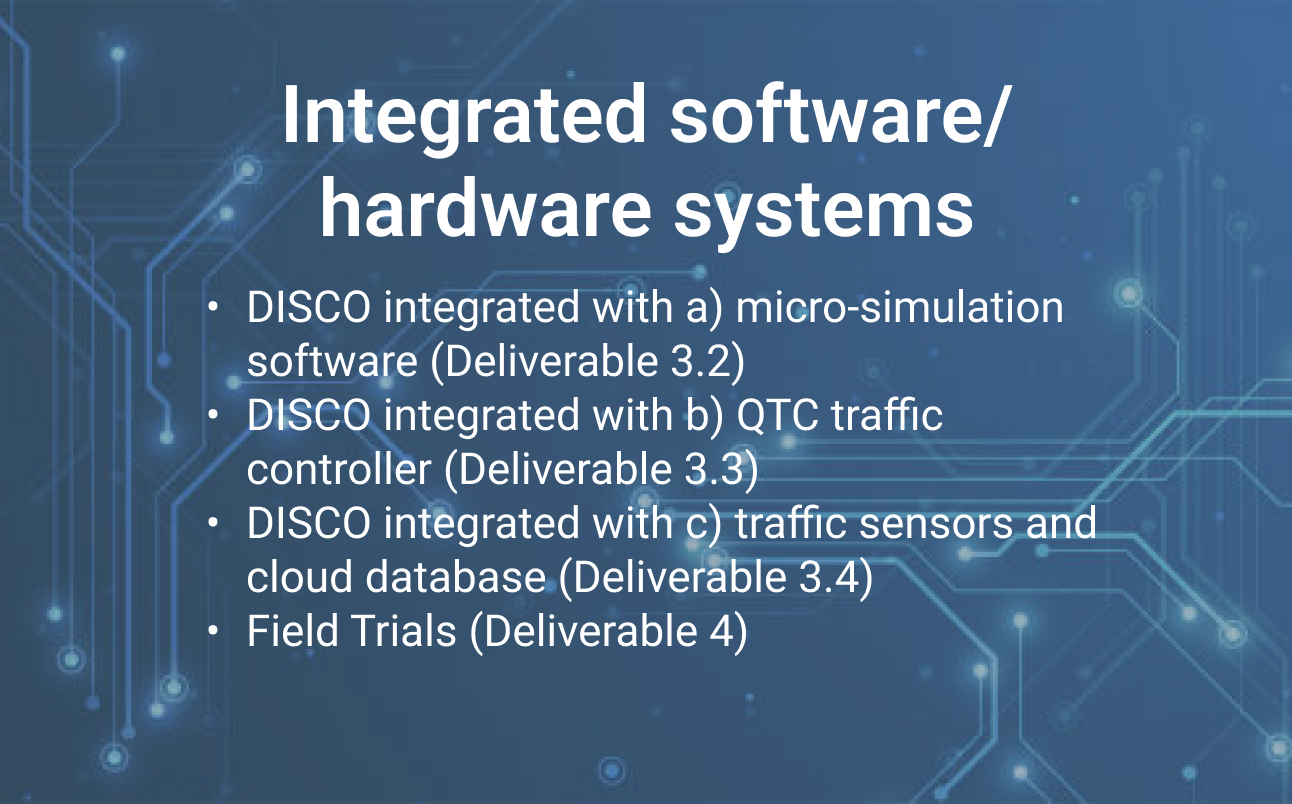 Integrated software/
hardware systems
• DISCO integrated with a) micro-simulation
software (Deliverable 3.2)
• DISCO integrated with b) QTC traffic
controller (Deliverable 3.3)
• DISCO integrated with c) traffic sensors and
cloud database (Deliverable 3.4)
• Field Trials (Deliverable 4)